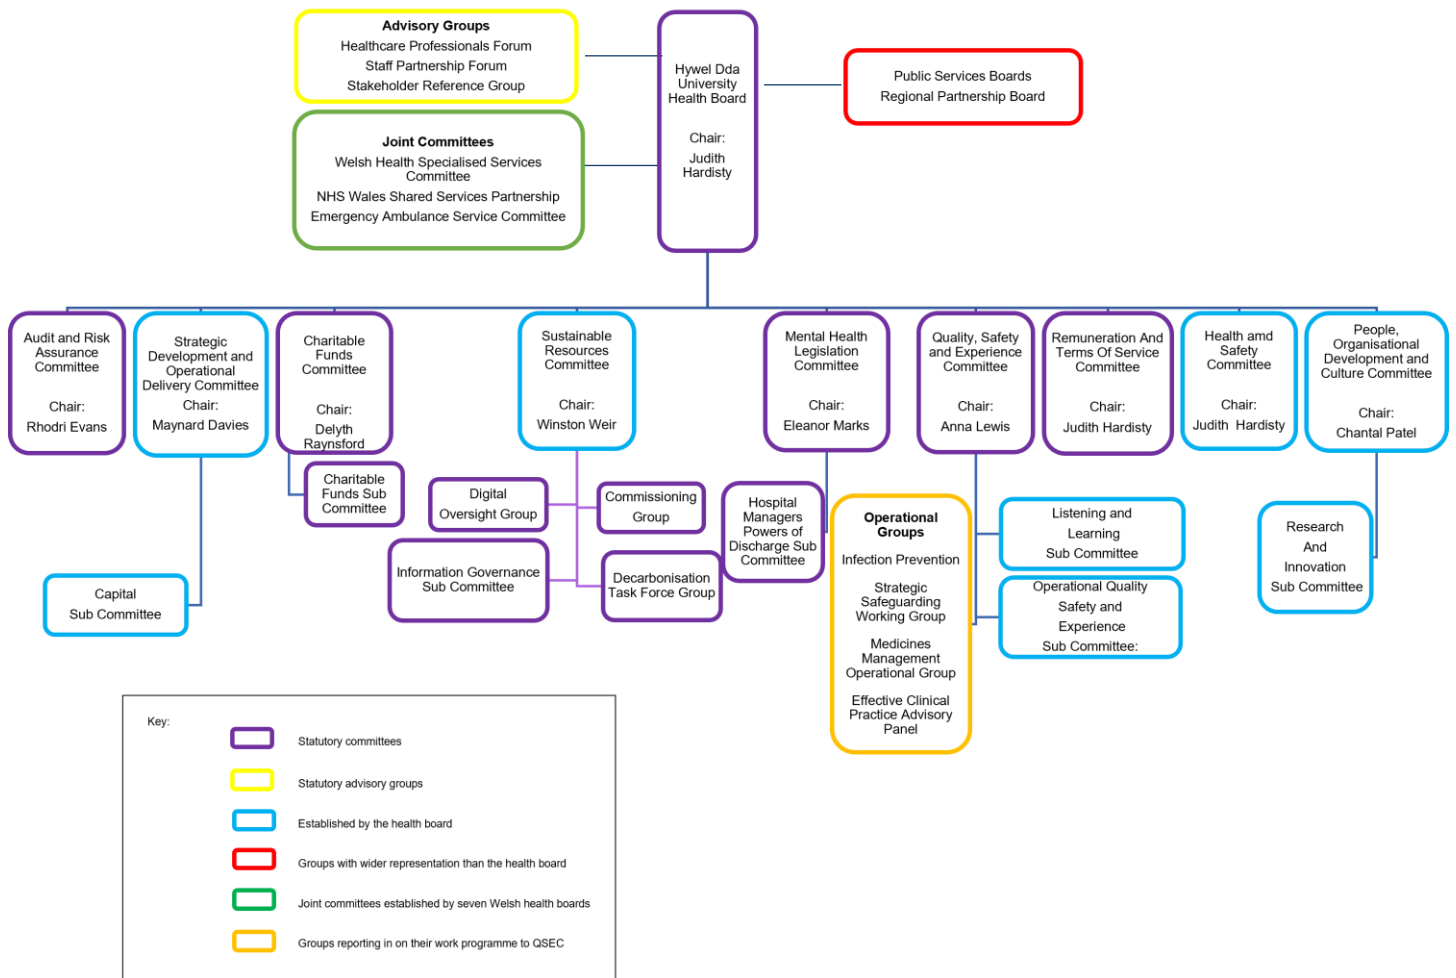 Advisory Groups
Healthcare Professionals Forum
Staff Partnership Forum
Stakeholder Reference Group
Joint Committees
Welsh Health Specialised Services
Committee
NHS Wales Shared Services Partnership
Emergency Ambulance Service Committee
Hywel Dda
University
Health Board
Chair:
Judith
Hardisty
Public Services Boards
Regional Partnership Board
Audit and Risk
Assurance
Committee
Chair:
Rhodri Evans
Strategic
Development and
Operational
Delivery Committee
Chair:
Maynard Davies
Charitable
Funds
Committee
Chair:
Delyth
Raynsford
Sustainable
Resources
Committee
Chair:
Winston Weir
Mental Health
Legislation
Committee
Chair:
Eleanor Marks
Quality, Safety
and Experience
Committee
Chair:
Anna Lewis
Remuneration And
Terms Of Service
Committee
Chair:
Judith Hardisty
Health amd
Safety
Committee
Chair:
Judith Hardisty
People,
Organisational
Development and
Culture Committee
Chair:
Chantal Patel
Capital
Sub Committee
Charitable
Funds Sub
Committee
Digital
Oversight Group
Commissioning
Group
Information Governance
Sub Committee
Decarbonisation
Task Force Group
Hospital
Managers
Powers of
Discharge Sub
Committee
Operational
Groups
Infection Prevention
Strategic
Safeguarding
Working Group
Medicines
Management
Operational Group
Effective Clinical
Practice Advisory
Panel
Listening and
Learning
Sub Committee
Operational Quality
Safety and
Experience
Sub Committee:
Research
And
Innovation
Sub Committee
Key:
Statutory committees
Statutory advisory groups
Established by the health board
Groups with wider representation than the health board
Joint committees established by seven Welsh health boards
Groups reporting in on their work programme to QSEC